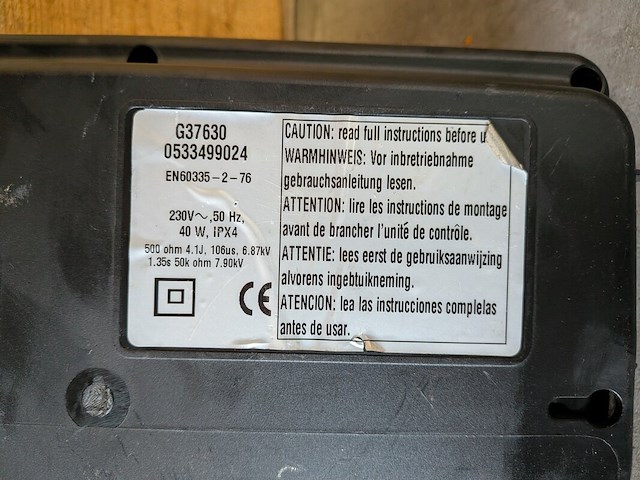 G37630
0533499024
EN60335-2-76
230V~,50 Hz,
40 W, IPX4
500 ohm 4.1J, 106us, 6.87kV
1.35s 50k ohm 7.90kV
CE
CAUTION: read full instructions before
WARMHINWEIS: Vor inbretriebnahme
gebrauchsanleitung lesen.
ATTENTION: lire les instructions de montage
avant de brancher l'unité de contrôle.
ATTENTIE: lees eerst de gebruiksaanwijzing
alvorens ingebtuikneming.
ATENCION: lea las instrucciones complelas
antes de usar.